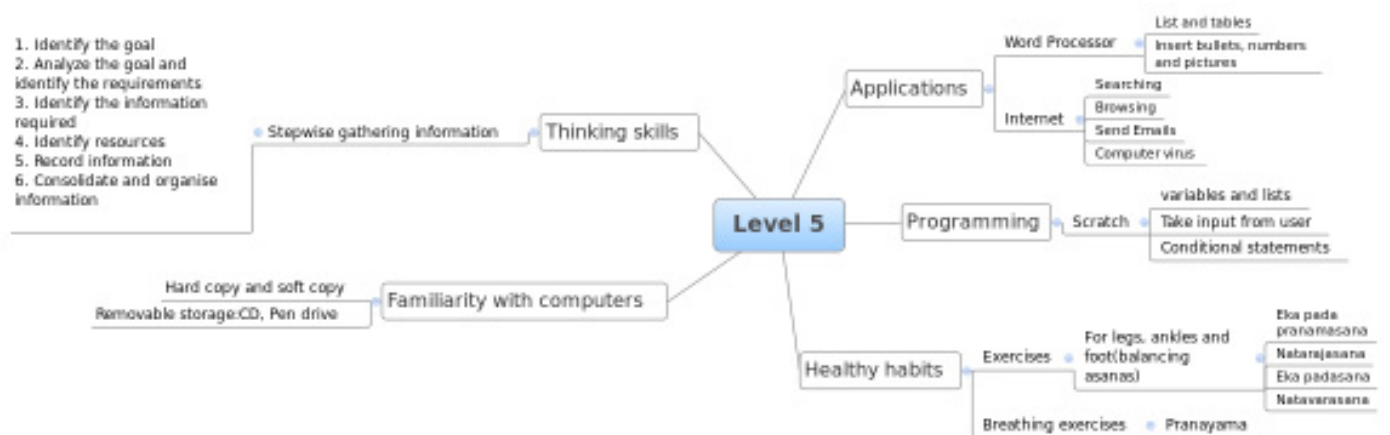 1. Identify the goal
2. Analyze the goal and
identify the requirements
3. Identify the information
required
4. Identify resources
5. Record information
6. Consolidate and organise
information
Stepwise gathering information
Thinking skills
Hard copy and soft copy
Removable storage:CD, Pen drive
Familiarity with computers
Level 5
Applications
Word Processor
List and tables
Insert bullets, numbers
and pictures
Internet
Searching
Browsing
Send Emails
Computer virus
Programming
Scratch
variables and lists
Take input from user
Conditional statements
Healthy habits
Exercises
For legs, ankles and
foot(balancing
asanas)
Eka pada
pranamasana
Natarajasana
Eka padasana
Natavarasana
Breathing exercises
Pranayama